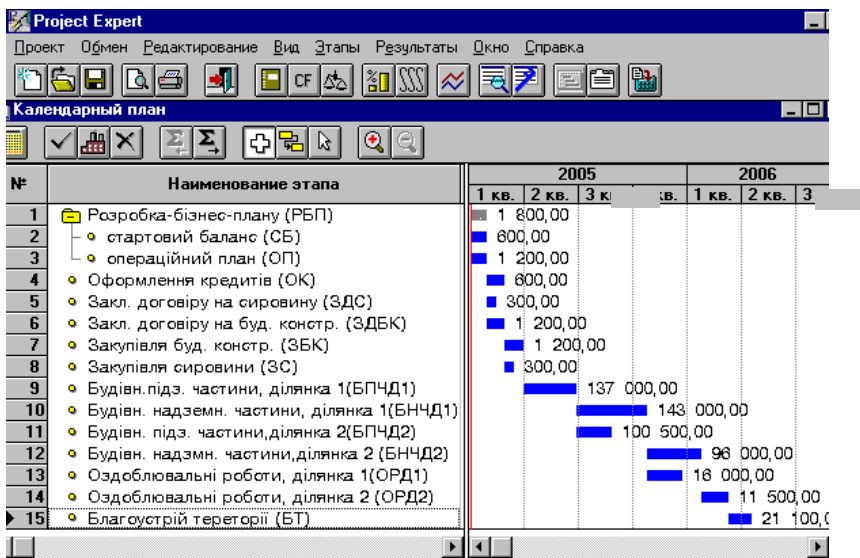 Project Expert
Проект Обмен Редактирование Вид Этапы Результаты Окно Справка
CF
Календарный план
№ Наименование этапа 2005 2006
1 кв. 2 кв. 3 кв. 1 кв. 2 кв. 3
1 Розробка-бізнес-плану (РБП) 1 800,00
2 стартовий баланс (СБ) 600,00
3 операційний план (ОП) 1 200,00
4 Оформлення кредитів (ОК) 600,00
5 Закл. договіру на сировину (ЗДС) 300,00
6 Закл. договіру на буд. констр. (ЗДБК) 1 200,00
7 Закупівля буд. констр. (ЗБК) 1 200,00
8 Закупівля сировини (ЗС) 300,00
9 Будівн.підз. частини, ділянка 1(БПЧД1) 137 000,00
10 Будівн. надземн. частини, ділянка 1(БНЧД1) 143 000,00
11 Будівн. підз. частини,ділянка 2(БПЧД2) 100 500,00
12 Будівн. надзмн. частини,ділянка 2 (БНЧД2) 96 000,00
13 Оздоблювальні роботи, ділянка 1(ОРД1) 16 000,00
14 Оздоблювальні роботи, ділянка 2 (ОРД2) 11 500,00
15 Благоустрій тереторії (БТ) 21 100,0